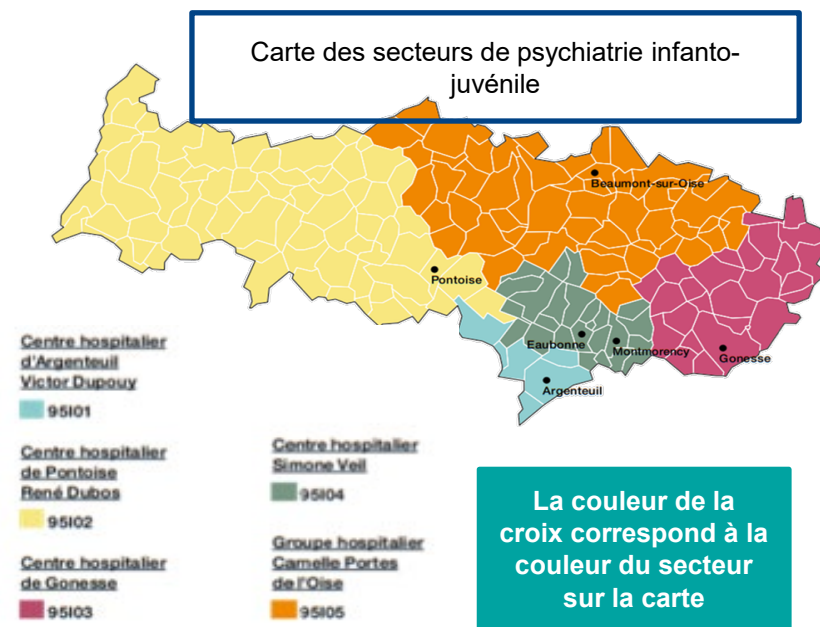 Carte des secteurs de psychiatrie infanto-
juvénile
Beaumont-sur-Oise
Pontoise
Eaubonne
Montmorency
Gonesse
Argenteuil
Centre hospitalier
d'Argenteuil
Victor Dupouy
95I01
Centre hospitalier
de Pontoise
René Dubos
95I02
Centre hospitalier
de Gonesse
95I03
Centre hospitalier
Simone Veil
95I04
Groupe hospitalier
Carnelle Portes
de l'Oise
95I05
La couleur de la
croix correspond à la
couleur du secteur
sur la carte